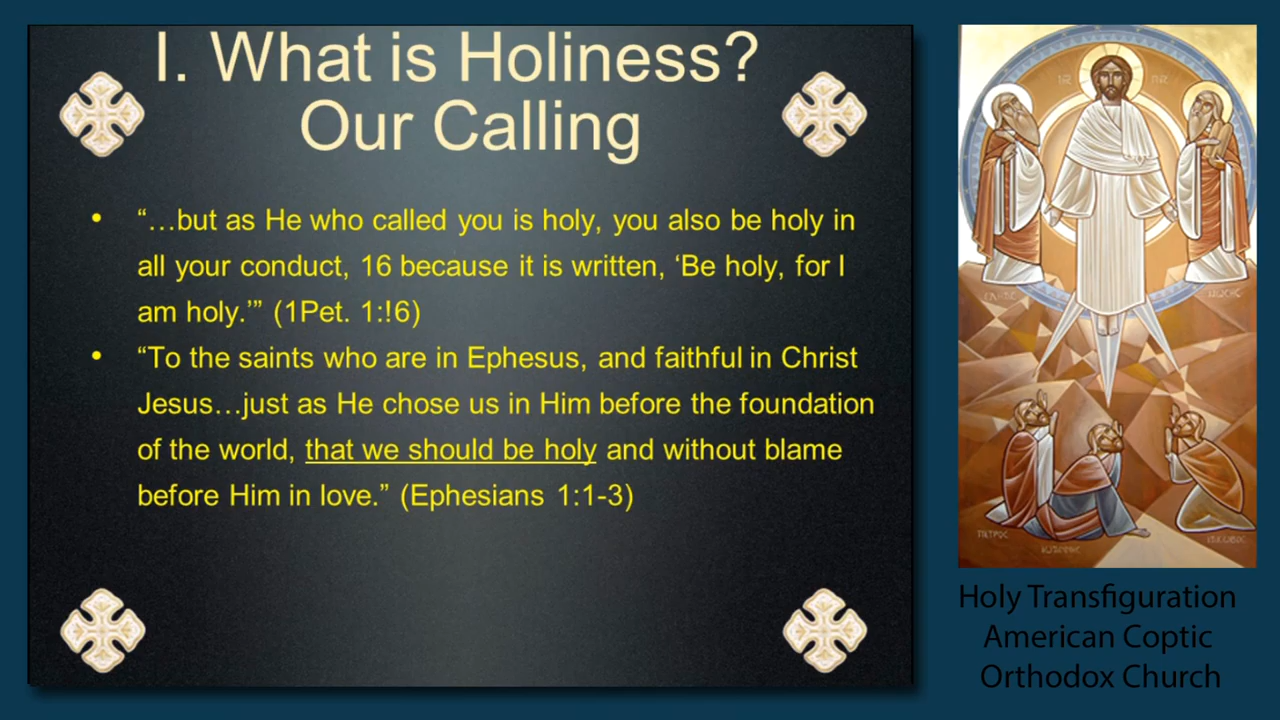 I. What is Holiness?
Our Calling
• “…but as He who called you is holy, you also be holy in
all your conduct, 16 because it is written, ‘Be holy, for I
am holy.’” (1Pet. 1:!6)
• “To the saints who are in Ephesus, and faithful in Christ
Jesus…just as He chose us in Him before the foundation
of the world, that we should be holy and without blame
before Him in love.” (Ephesians 1:1-3)
Holy Transfiguration
American Coptic
Orthodox Church